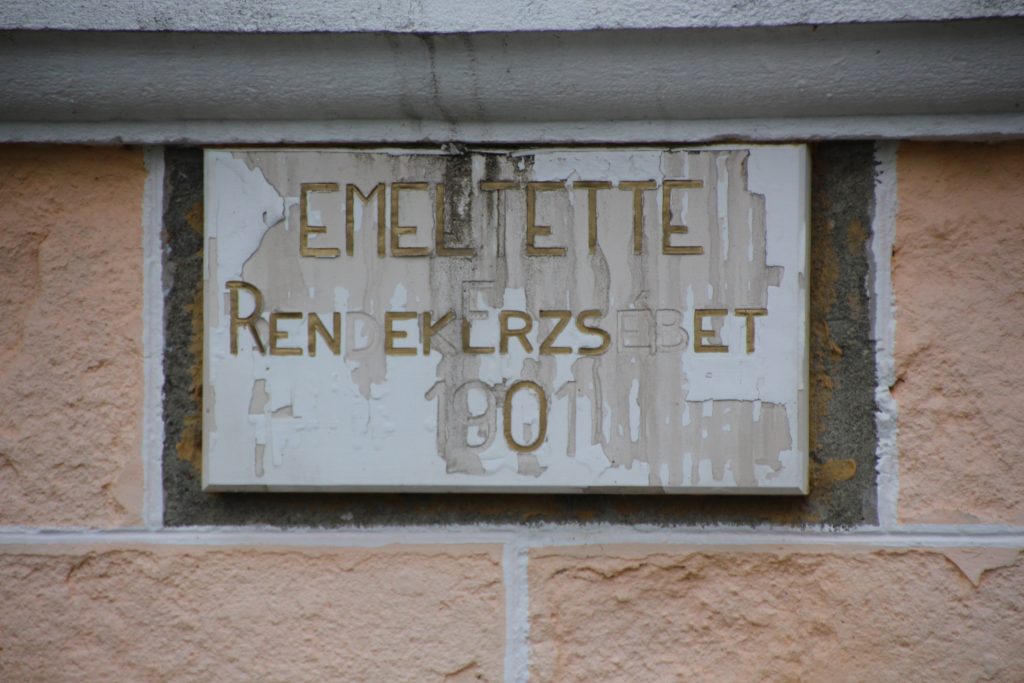 EMELTETTE
RENDEK ERZSÉBET
1901